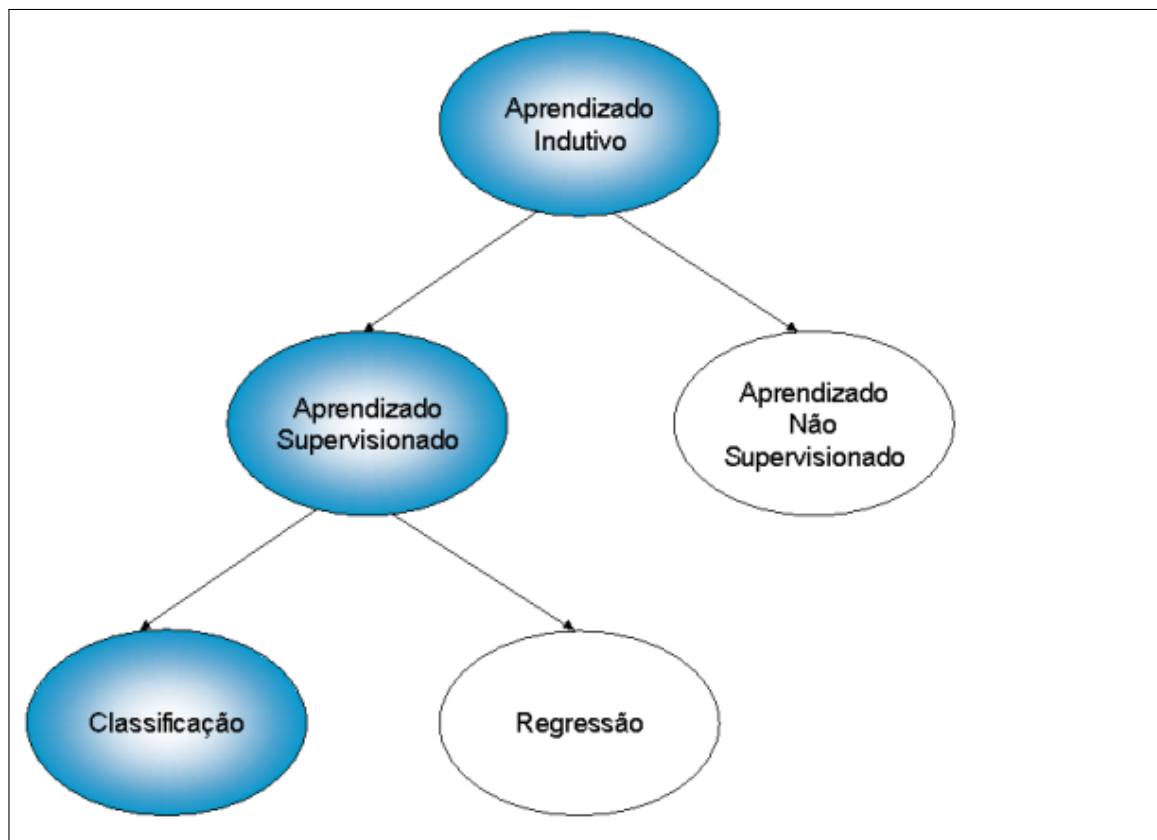 Aprendizado
Indutivo
Aprendizado
Supervisionado
Aprendizado
Não
Supervisionado
Classificação
Regressão